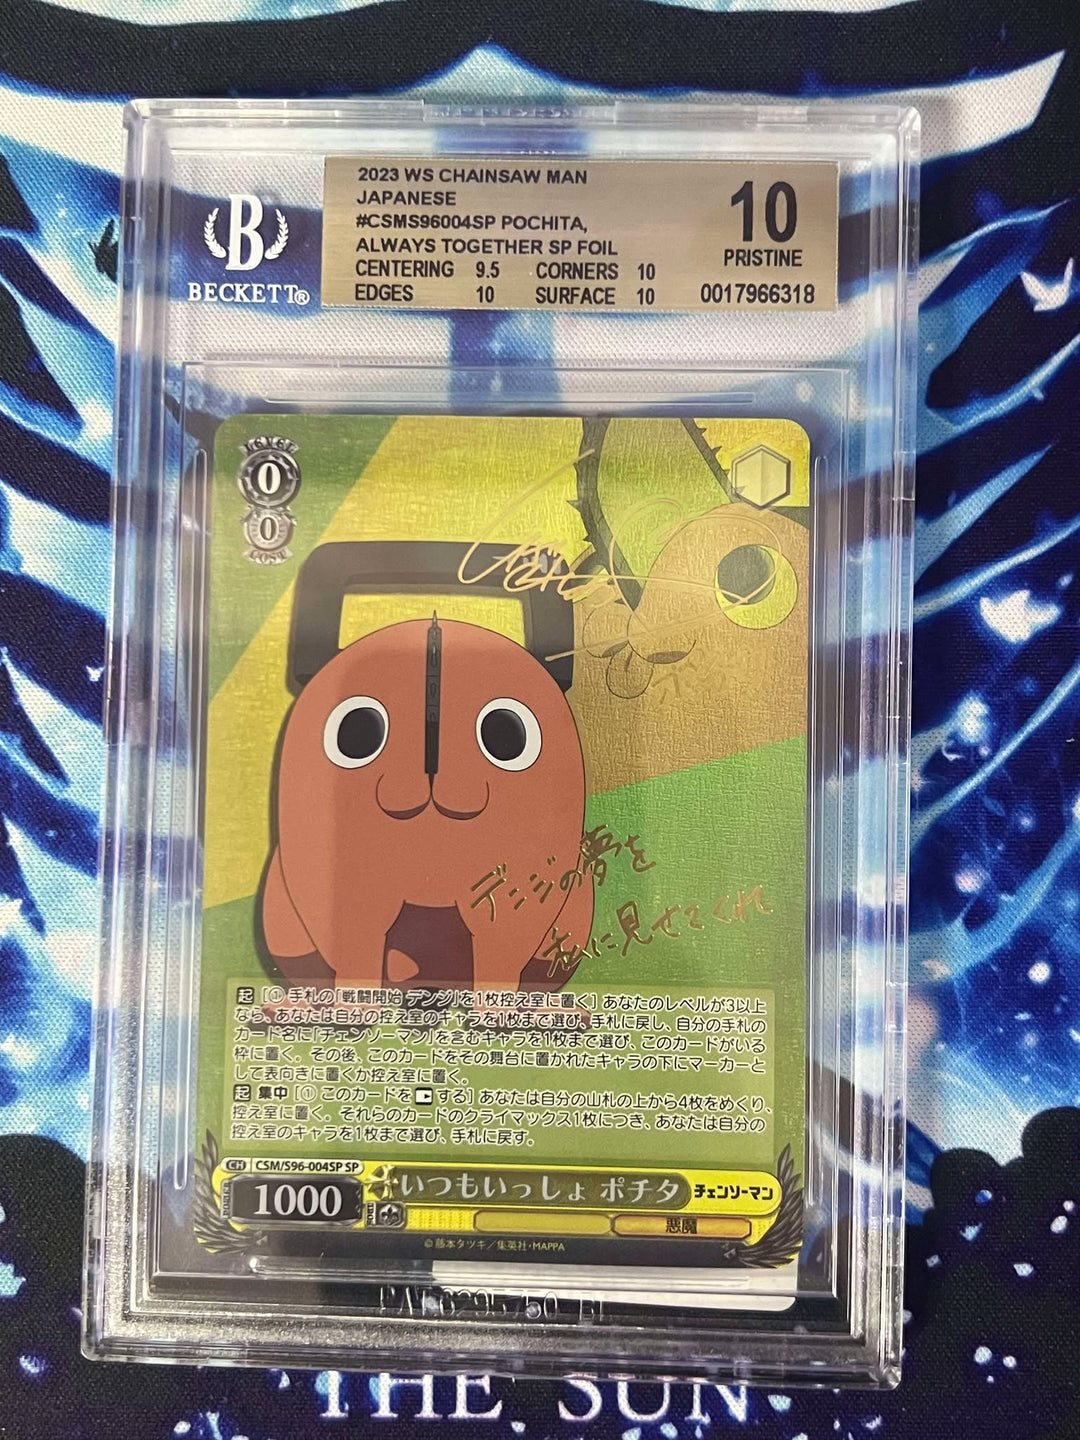 2023 WS CHAINSAW MAN
JAPANESE
#CSMS96004SP POCHITA,
ALWAYS TOGETHER SP FOIL
CENTERING 9.5 CORNERS 10
EDGES 10 SURFACE 10
10
PRISTINE
0017966318
B
BECKETT®
0
0
COST
デンジの夢を
私に見せてくれ
起 [① 手札の「戦闘開始 デンジ」を1枚控え室に置く] あなたのレベルが3以上
なら、あなたは自分の控え室のキャラを1枚まで選び、手札に戻し、自分の手札の
カード名に「チェンソーマン」を含むキャラを1枚まで選び、このカードがいる
枠に置く。その後、このカードをその舞台に置かれたキャラの下にマーカーと
して表向きに置くか控え室に置く。
起 集中 [① このカードを する] あなたは自分の山札の上から4枚をめくり、
控え室に置く。それらのカードのクライマックス1枚につき、あなたは自分の
控え室のキャラを1枚まで選び、手札に戻す。
CH CSM/S96-004SP SP
1000
いつもいっしょ ポチタ
チェンソーマン
悪魔
©藤本タツキ/集英社・MAPPA
THE SUN